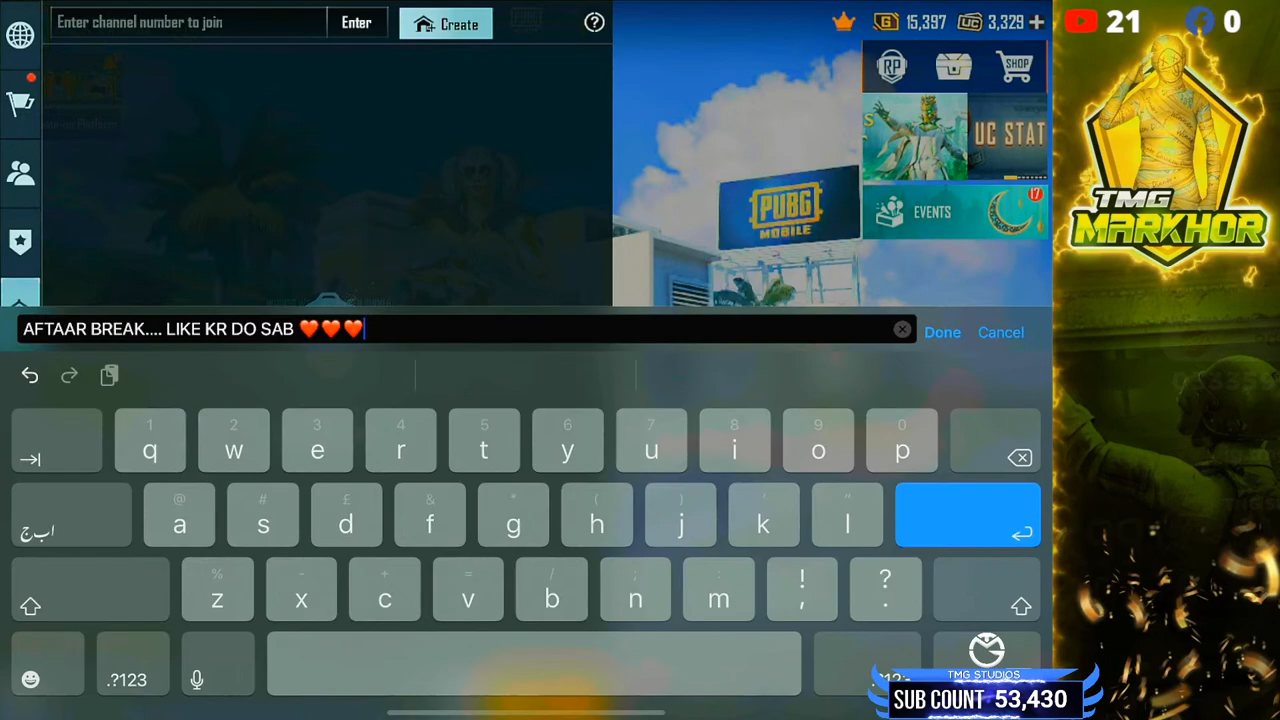 Enter channel number to join
Enter
Create
?
G 15,397
UC 3,329 +
21
0
RP
SHOP
UC STAT
EVENTS
17
PUBG
MOBILE
TMG
MARKHOR
AFTAAR BREAK.... LIKE KR DO SAB ❤️❤️❤️
Done
Cancel
1 2 3 4 5 6 7 8 9 0
q w e r t y u i o p
@ # £ & * ( ) ' "
ا ب ج
a s d f g h j k l
% - + = / ; : ! ?
z x c v b n m , .
.?123
TMG STUDIOS
SUB COUNT 53,430